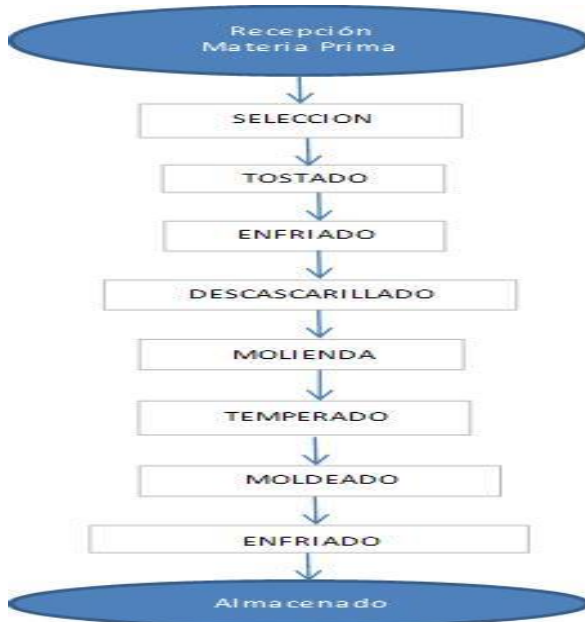 Recepción
Materia Prima
SELECCION
TOSTADO
ENFRIADO
DESCASCARILLADO
MOLIENDA
TEMPERADO
MOLDEADO
ENFRIADO
Almacenado